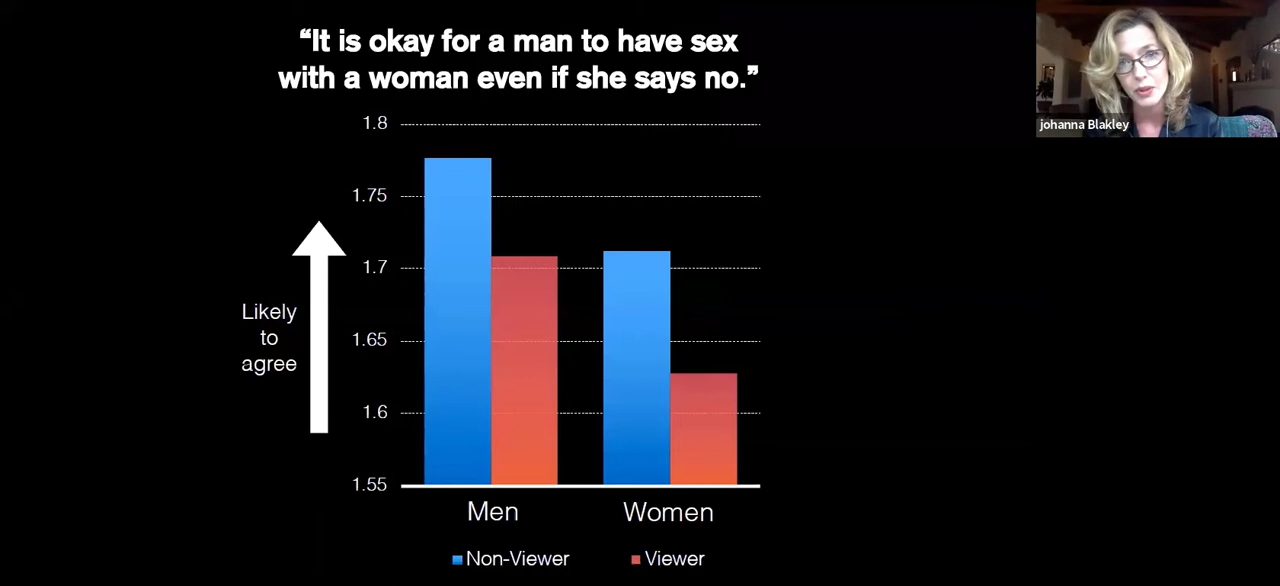 “It is okay for a man to have sex
with a woman even if she says no.”
johanna Blakley
1.8
1.75
1.7
1.65
1.6
1.55
Likely
to
agree
Men
Women
Non-Viewer
Viewer